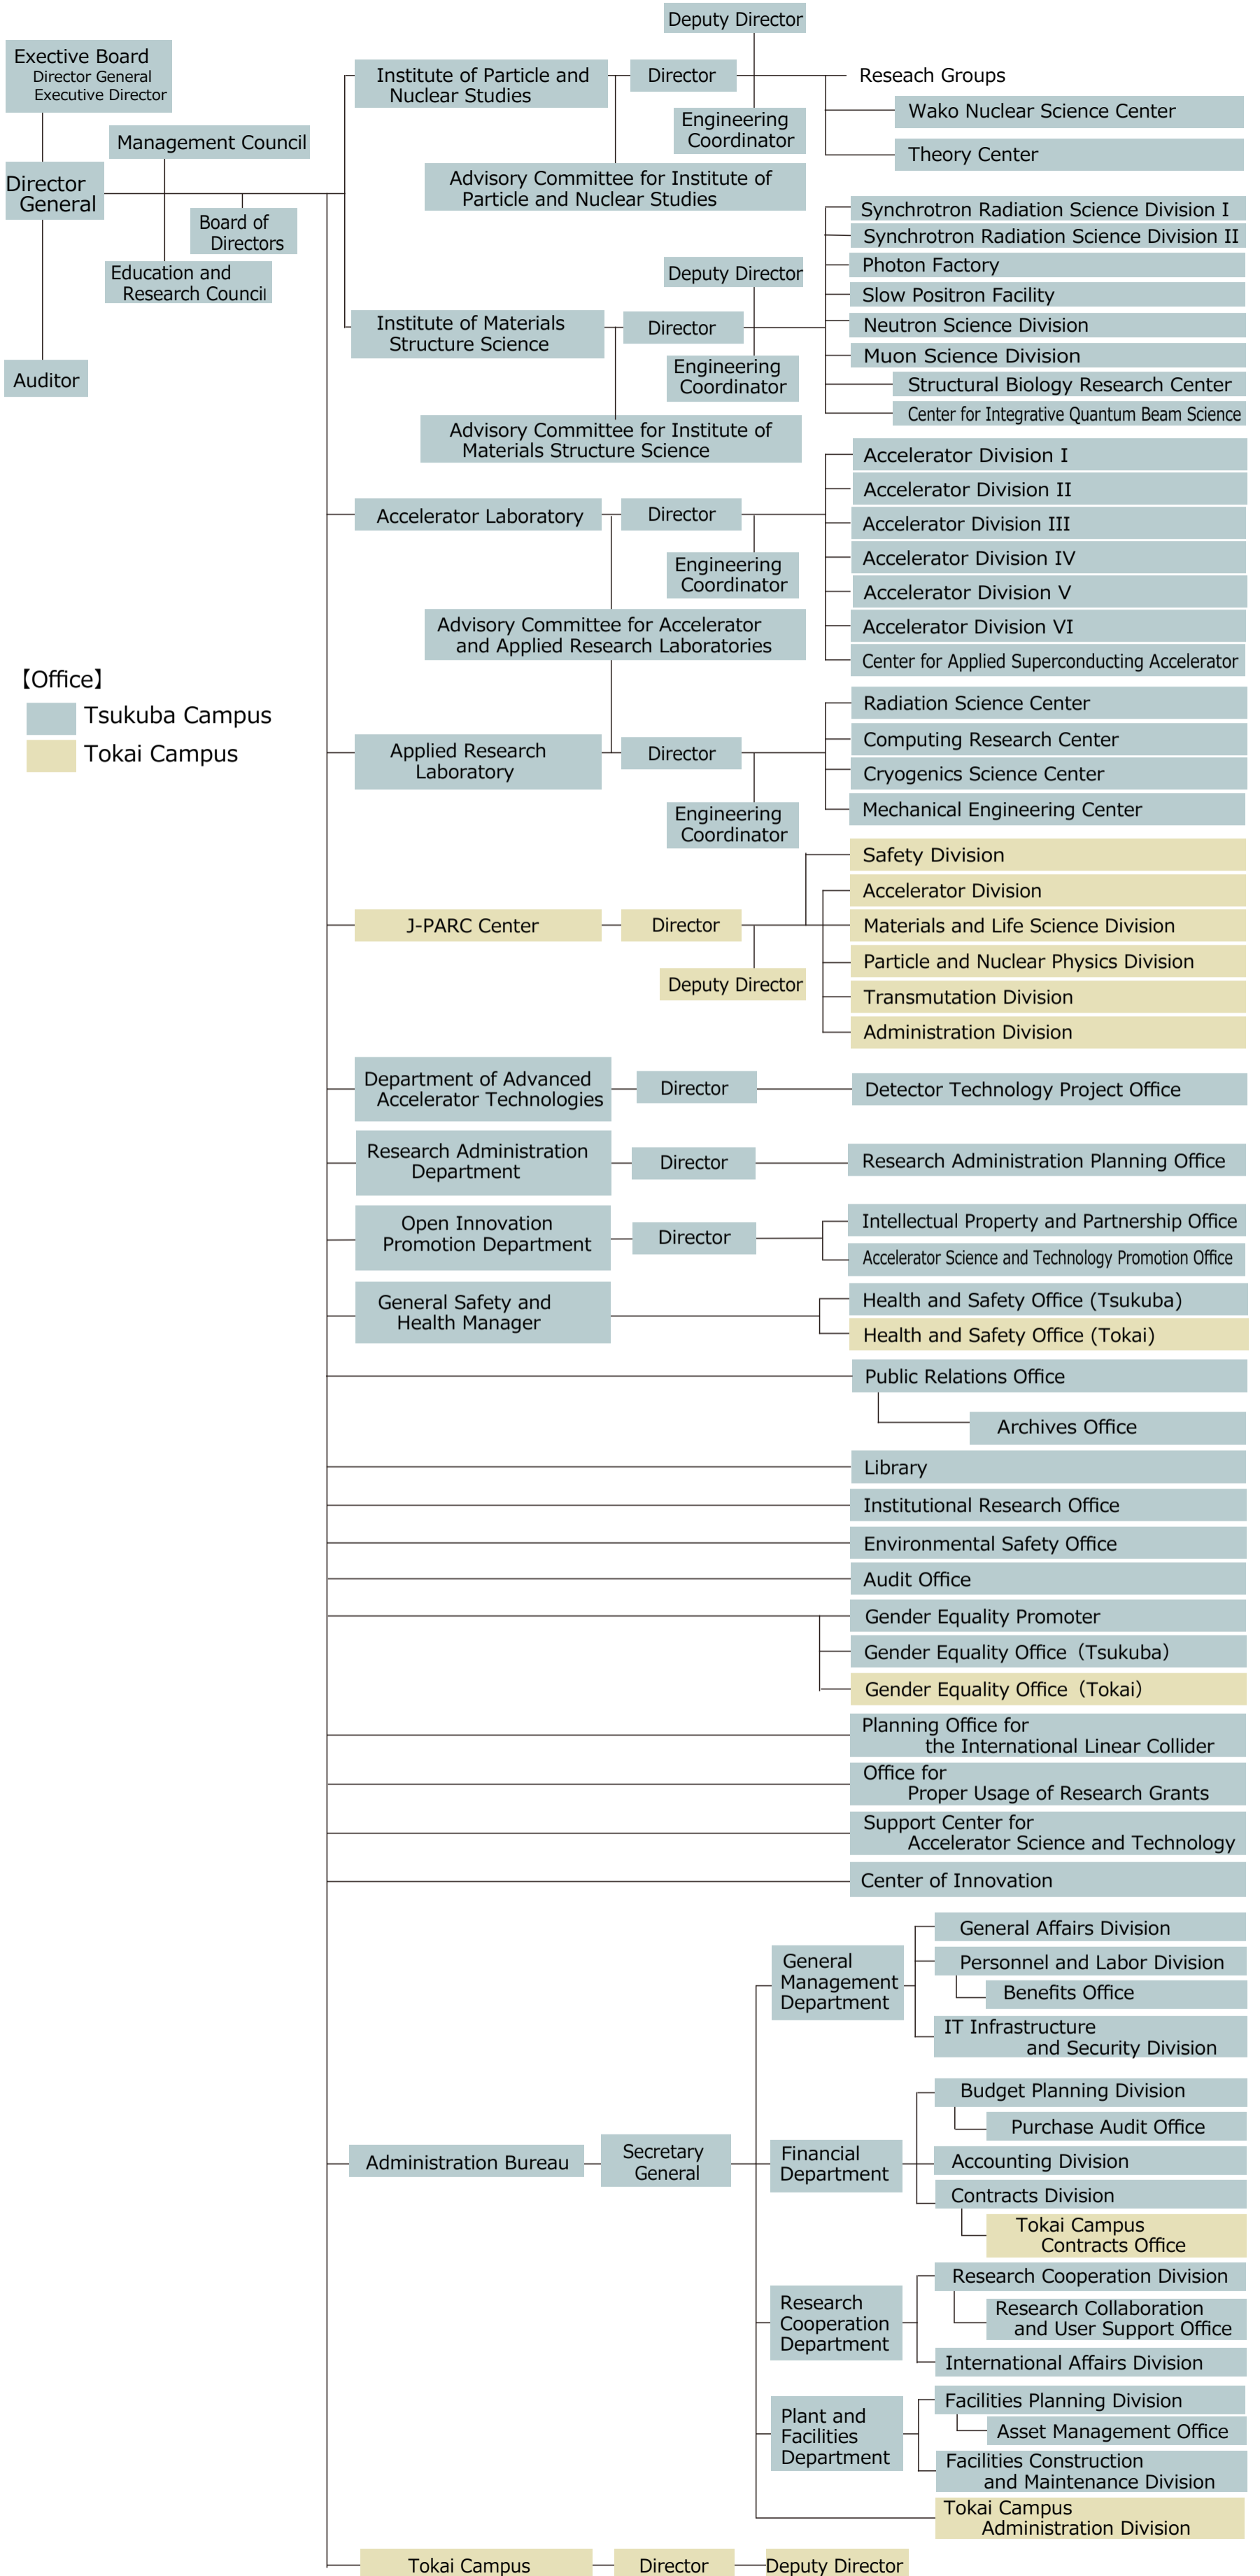 Exective Board
Director General
Executive Director
Management Council
Director
General
Board of
Directors
Education and
Research Council
Auditor
【Office】
Tsukuba Campus
Tokai Campus
Institute of Particle and
Nuclear Studies
Director
Deputy Director
Engineering
Coordinator
Advisory Committee for Institute of
Particle and Nuclear Studies
Reseach Groups
Wako Nuclear Science Center
Theory Center
Institute of Materials
Structure Science
Director
Deputy Director
Engineering
Coordinator
Advisory Committee for Institute of
Materials Structure Science
Synchrotron Radiation Science Division I
Synchrotron Radiation Science Division II
Photon Factory
Slow Positron Facility
Neutron Science Division
Muon Science Division
Structural Biology Research Center
Center for Integrative Quantum Beam Science
Accelerator Laboratory
Director
Engineering
Coordinator
Advisory Committee for Accelerator
and Applied Research Laboratories
Accelerator Division I
Accelerator Division II
Accelerator Division III
Accelerator Division IV
Accelerator Division V
Accelerator Division VI
Center for Applied Superconducting Accelerator
Applied Research
Laboratory
Director
Engineering
Coordinator
Radiation Science Center
Computing Research Center
Cryogenics Science Center
Mechanical Engineering Center
J-PARC Center
Director
Deputy Director
Safety Division
Accelerator Division
Materials and Life Science Division
Particle and Nuclear Physics Division
Transmutation Division
Administration Division
Department of Advanced
Accelerator Technologies
Director
Detector Technology Project Office
Research Administration
Department
Director
Research Administration Planning Office
Open Innovation
Promotion Department
Director
Intellectual Property and Partnership Office
Accelerator Science and Technology Promotion Office
General Safety and
Health Manager
Health and Safety Office (Tsukuba)
Health and Safety Office (Tokai)
Public Relations Office
Archives Office
Library
Institutional Research Office
Environmental Safety Office
Audit Office
Gender Equality Promoter
Gender Equality Office（Tsukuba）
Gender Equality Office（Tokai）
Planning Office for
the International Linear Collider
Office for
Proper Usage of Research Grants
Support Center for
Accelerator Science and Technology
Center of Innovation
Administration Bureau
Secretary
General
General
Management
Department
General Affairs Division
Personnel and Labor Division
Benefits Office
IT Infrastructure
and Security Division
Financial
Department
Budget Planning Division
Purchase Audit Office
Accounting Division
Contracts Division
Tokai Campus
Contracts Office
Research
Cooperation
Department
Research Cooperation Division
Research Collaboration
and User Support Office
International Affairs Division
Plant and
Facilities
Department
Facilities Planning Division
Asset Management Office
Facilities Construction
and Maintenance Division
Tokai Campus
Administration Division
Tokai Campus
Director
Deputy Director